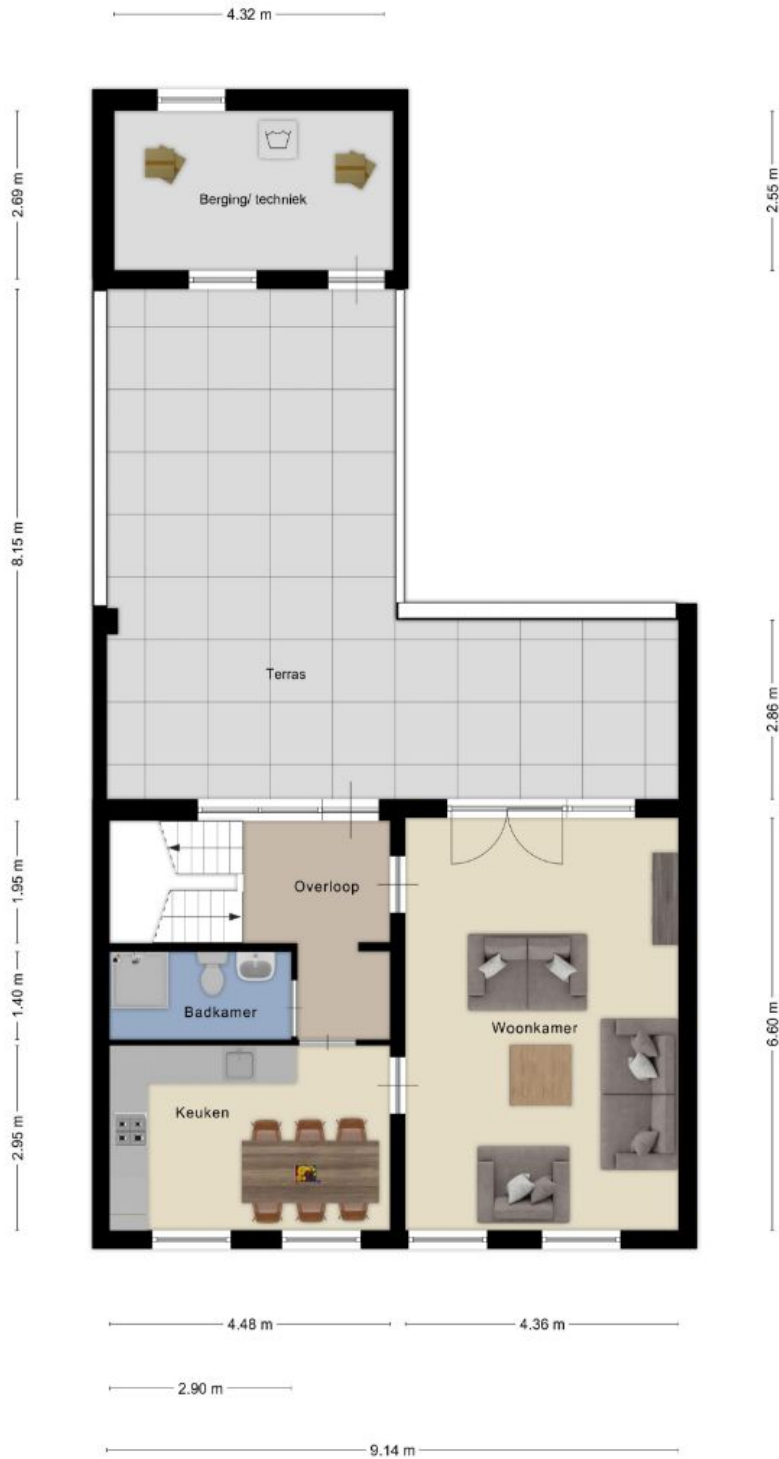 4.32 m
2.69 m
2.55 m
Berging/ techniek
8.15 m
Terras
2.86 m
1.95 m
Overloop
1.40 m
Badkamer
Woonkamer
6.60 m
Keuken
2.95 m
4.48 m
4.36 m
2.90 m
9.14 m